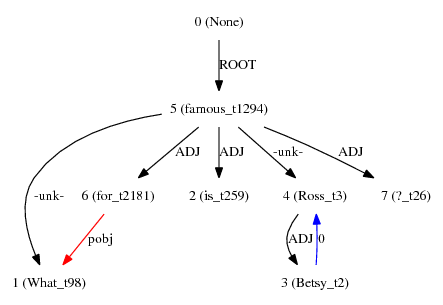 0 (None)
ROOT
5 (famous_t1294)
ADJ ADJ -unk- ADJ
-unk- 6 (for_t2181) 2 (is_t259) 4 (Ross_t3) 7 (?_t26)
pobj ADJ 0
1 (What_t98) 3 (Betsy_t2)